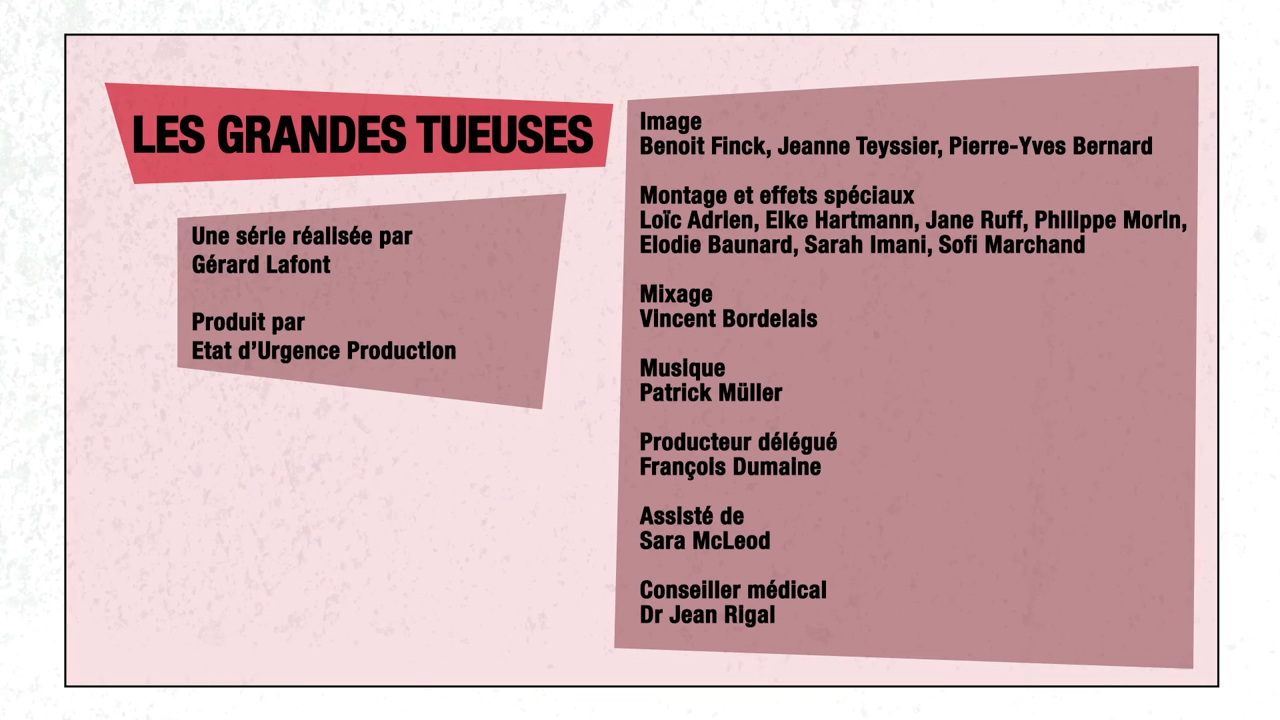 LES GRANDES TUEUSES
Une série réalisée par
Gérard Lafont
Produit par
Etat d’Urgence Production
Image
Benoit Finck, Jeanne Teyssier, Pierre-Yves Bernard
Montage et effets spéciaux
Loïc Adrien, Elke Hartmann, Jane Ruff, Philippe Morin,
Elodie Baunard, Sarah Imani, Sofi Marchand
Mixage
Vincent Bordelais
Musique
Patrick Müller
Producteur délégué
François Dumaine
Assisté de
Sara McLeod
Conseiller médical
Dr Jean Rigal